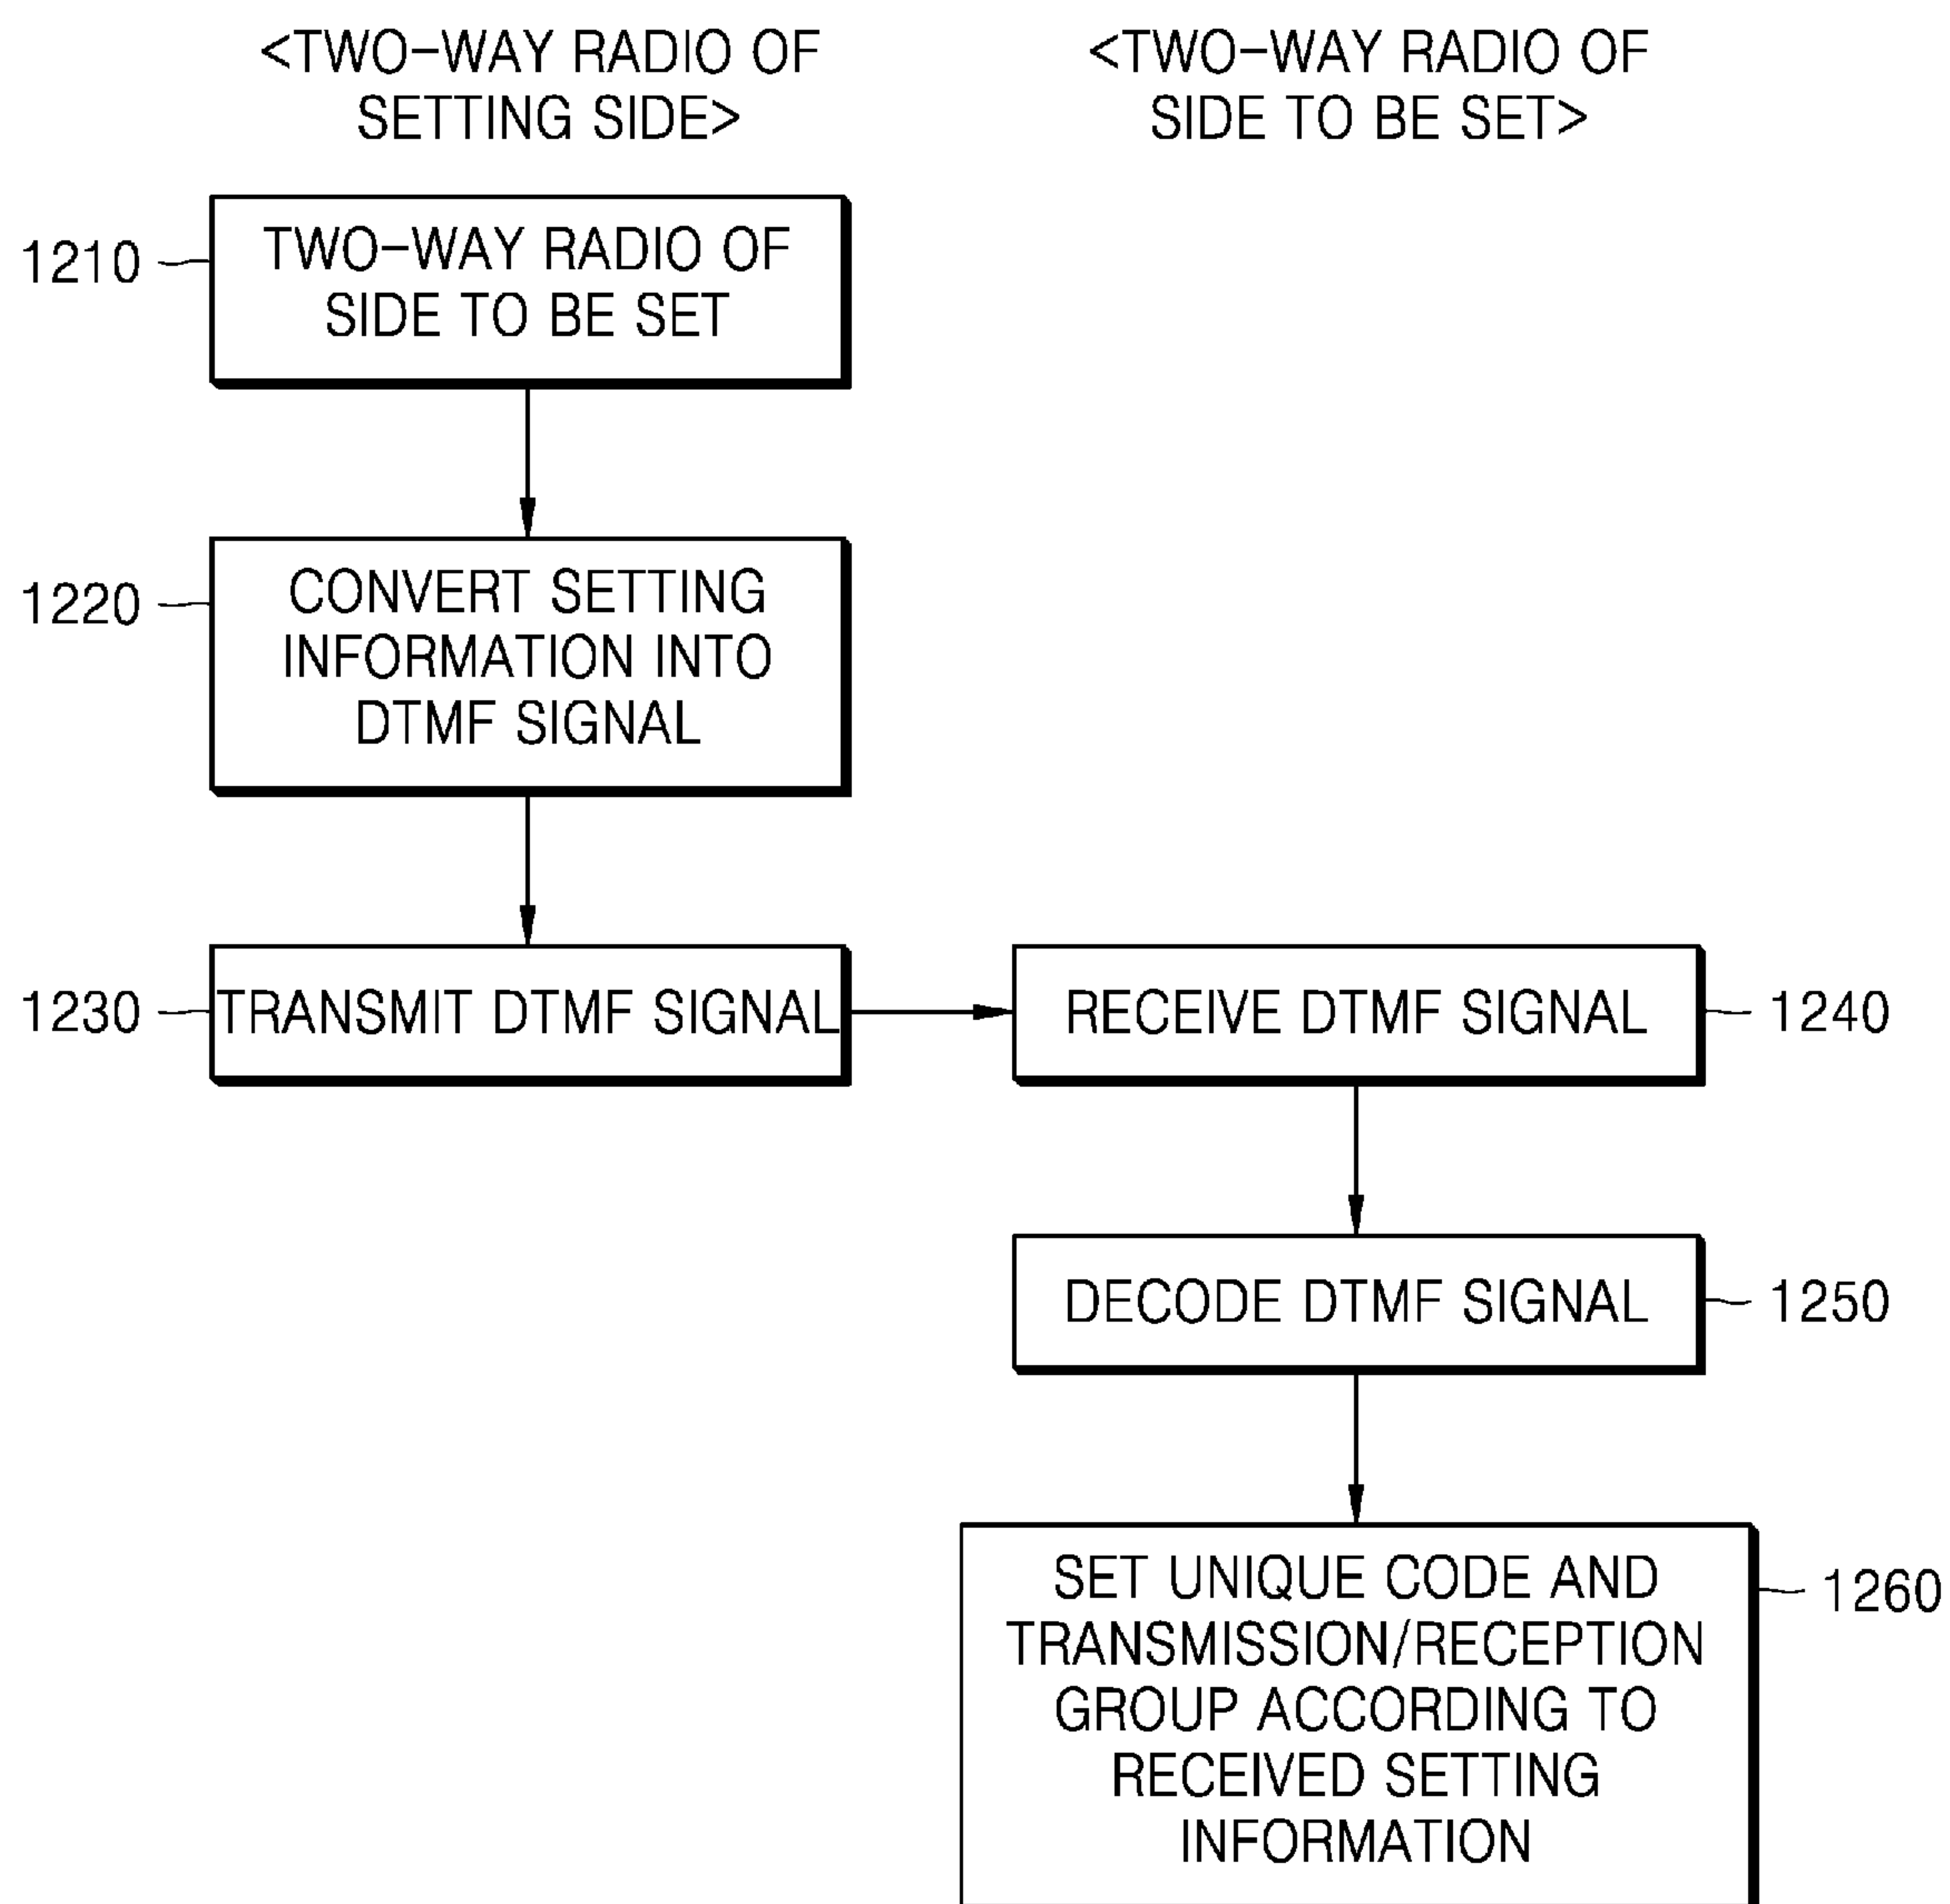 <TWO-WAY RADIO OF
SETTING SIDE>
<TWO-WAY RADIO OF
SIDE TO BE SET>
1210
TWO-WAY RADIO OF
SIDE TO BE SET
1220
CONVERT SETTING
INFORMATION INTO
DTMF SIGNAL
1230
TRANSMIT DTMF SIGNAL
RECEIVE DTMF SIGNAL
1240
DECODE DTMF SIGNAL
1250
SET UNIQUE CODE AND
TRANSMISSION/RECEPTION
GROUP ACCORDING TO
RECEIVED SETTING
INFORMATION
1260